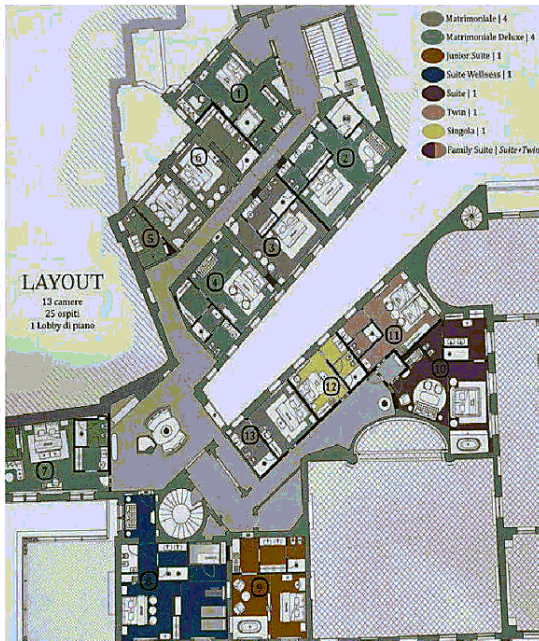 Matrimoniale | 4
Matrimoniale Deluxe | 4
Junior Suite | 1
Suite Wellness | 1
Suite | 1
Twin | 1
Singola | 1
Family Suite | Suite+Twin
1
6
2
5
3
4
LAYOUT
13 camere
25 ospiti
1 Lobby di piano
11
10
12
13
7
8
9